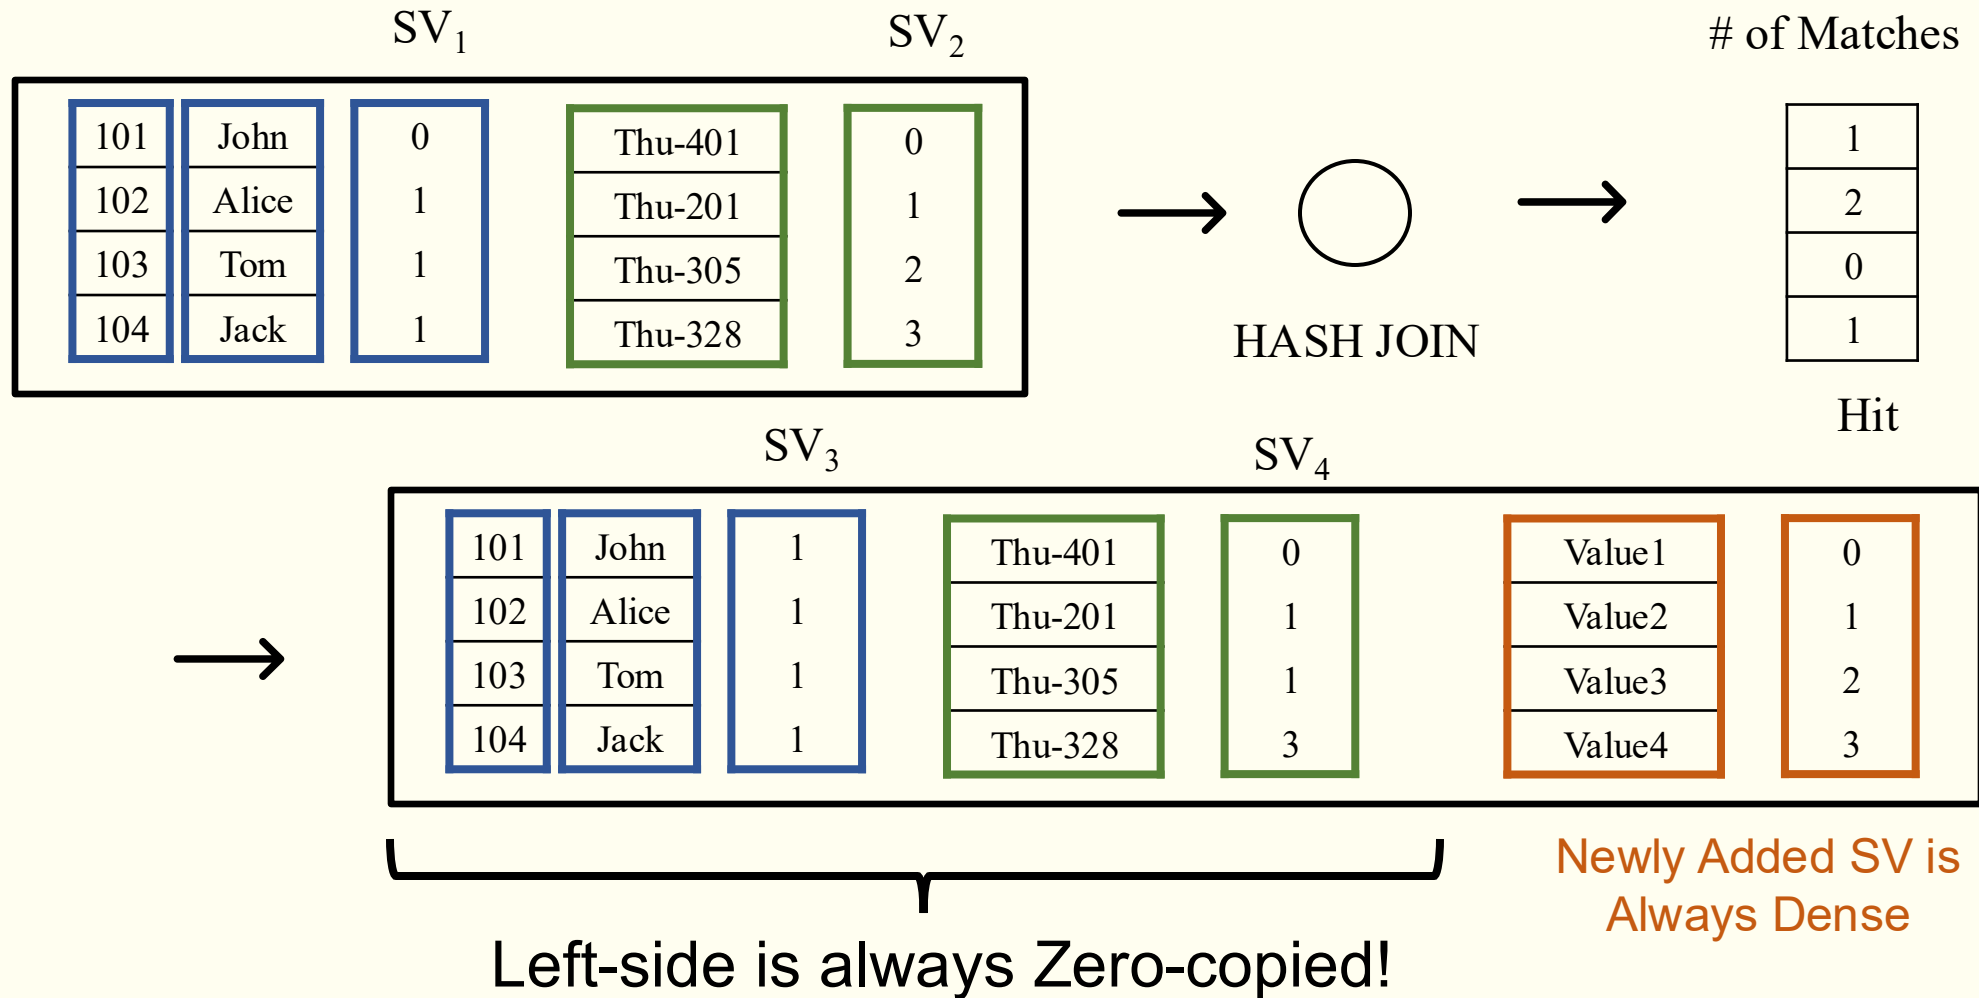 SV1 SV2 # of Matches
101 John 0 Thu-401 0 1
102 Alice 1 Thu-201 1 2
103 Tom 1 Thu-305 2 0
104 Jack 1 Thu-328 3 1
HASH JOIN
Hit
SV3 SV4
101 John 1 Thu-401 0 Value1 0
102 Alice 1 Thu-201 1 Value2 1
103 Tom 1 Thu-305 1 Value3 2
104 Jack 1 Thu-328 3 Value4 3
Newly Added SV is
Always Dense
Left-side is always Zero-copied!